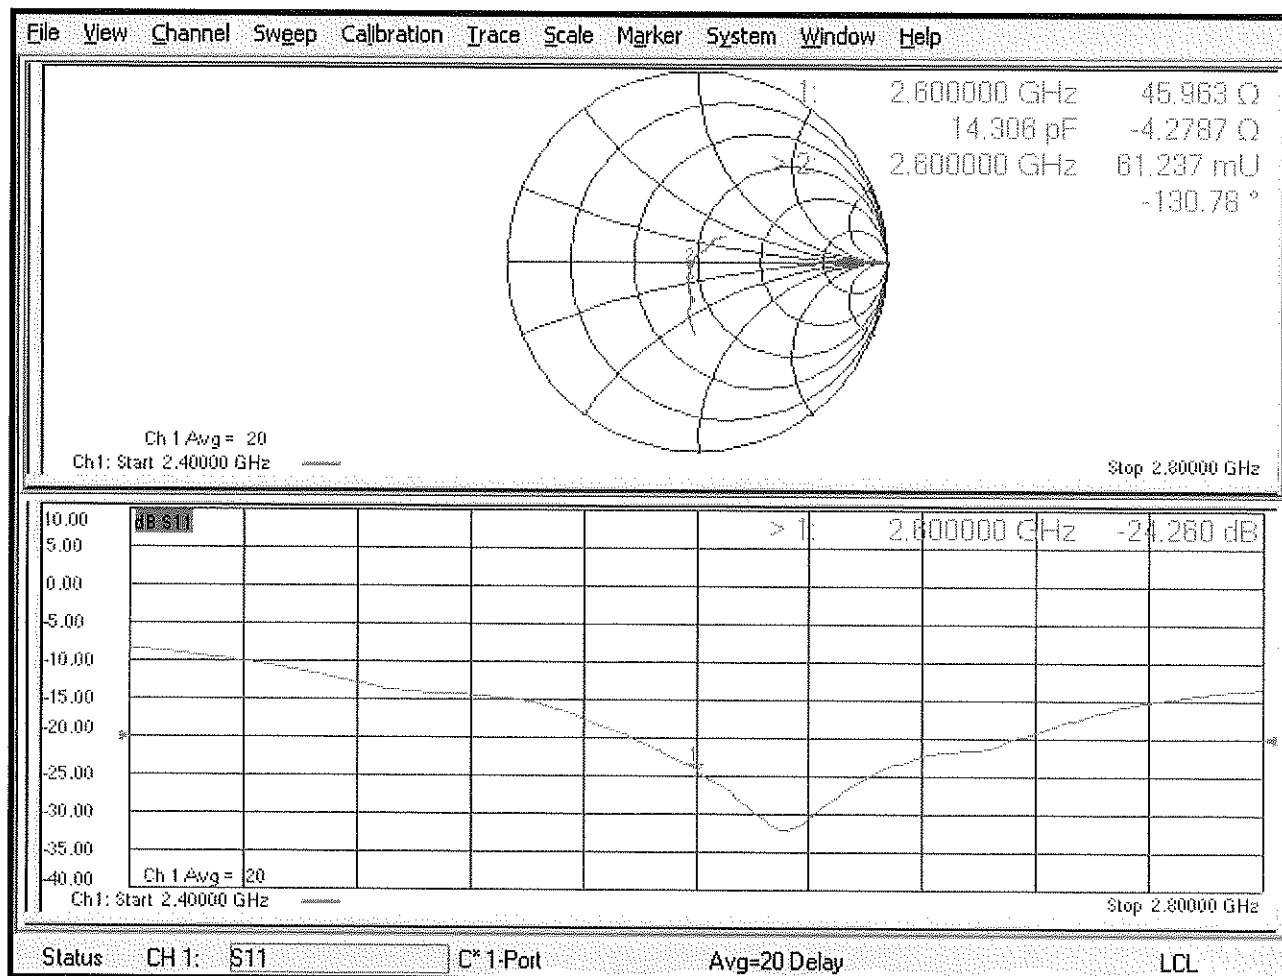 File View Channel Sweep Calibration Trace Scale Marker System Window Help
1: 2.600000 GHz 45.963 Ω
14.306 pF -4.2787 Ω
> 2: 2.600000 GHz 61.237 mU
-130.78 °
2
Ch 1 Avg = 20
Ch1: Start 2.40000 GHz
Stop 2.80000 GHz
10.00
dB S11
> 1: 2.600000 GHz -24.260 dB
5.00
0.00
-5.00
-10.00
-15.00
-20.00
1
-25.00
-30.00
-35.00
-40.00
Ch 1 Avg = 20
Ch1: Start 2.40000 GHz
Stop 2.80000 GHz
Status CH 1: S11 C* 1-Port Avg=20 Delay LCL